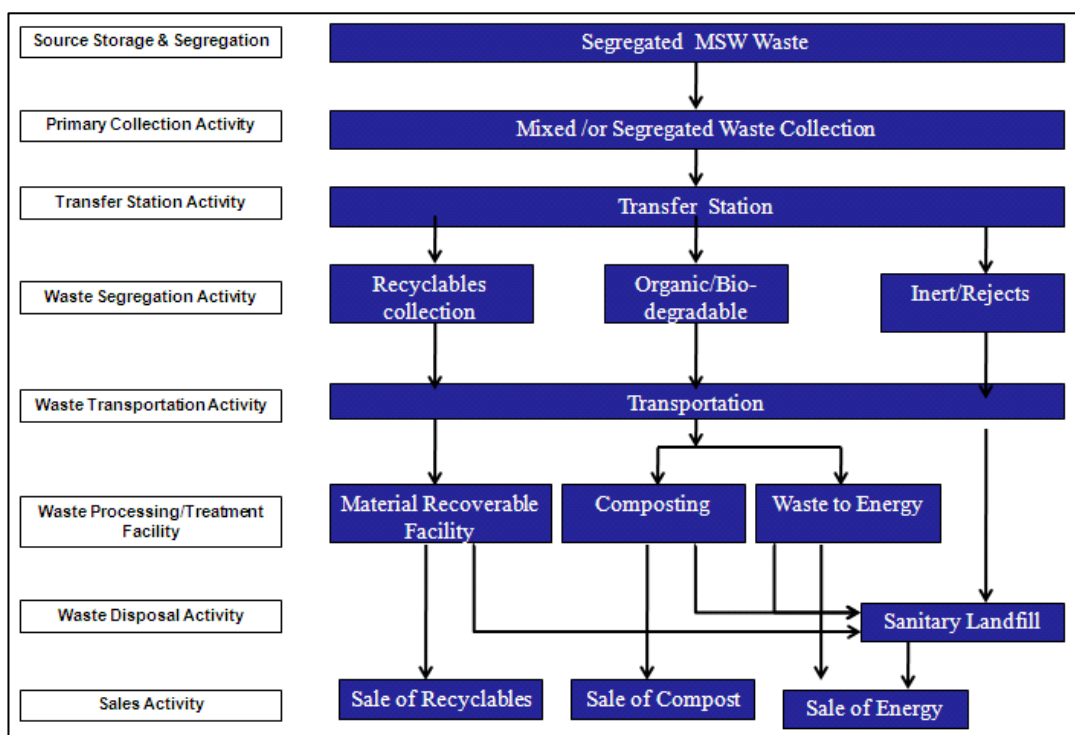 Source Storage & Segregation
Segregated MSW Waste
Primary Collection Activity
Mixed /or Segregated Waste Collection
Transfer Station Activity
Transfer Station
Waste Segregation Activity
Recyclables
collection
Organic/Bio-
degradable
Inert/Rejects
Waste Transportation Activity
Transportation
Waste Processing/Treatment
Facility
Material Recoverable
Facility
Composting
Waste to Energy
Waste Disposal Activity
Sanitary Landfill
Sales Activity
Sale of Recyclables
Sale of Compost
Sale of Energy